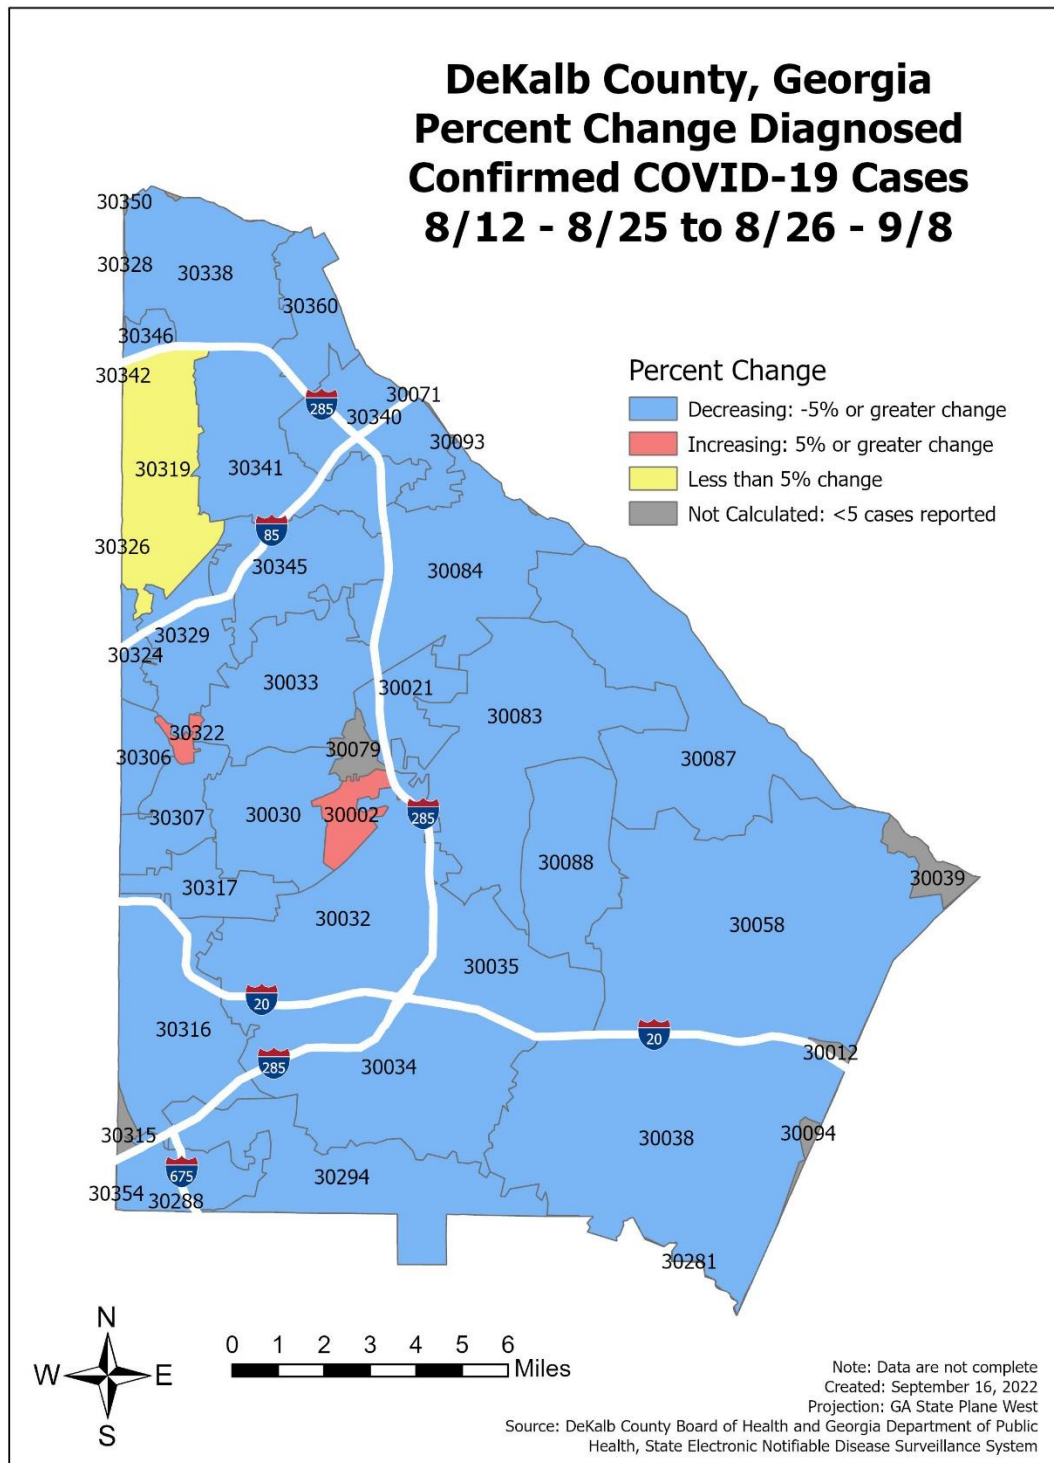 DeKalb County, Georgia
Percent Change Diagnosed
Confirmed COVID-19 Cases
8/12 - 8/25 to 8/26 - 9/8
30350
30328
30338
30360
30346
30342
30071
285
30340
30093
30319
30341
Percent Change
Decreasing: -5% or greater change
Increasing: 5% or greater change
Less than 5% change
Not Calculated: <5 cases reported
85
30326
30345
30084
30329
30324
30033
30021
30083
30322
30306
30079
30087
30307
30030
30002
285
30088
30039
30317
30032
30058
30035
20
30316
20
285
30034
30012
30315
30038
30094
675
30294
30354
30288
30281
N
W
E
S
0 1 2 3 4 5 6
Miles
Note: Data are not complete
Created: September 16, 2022
Projection: GA State Plane West
Source: DeKalb County Board of Health and Georgia Department of Public
Health, State Electronic Notifiable Disease Surveillance System